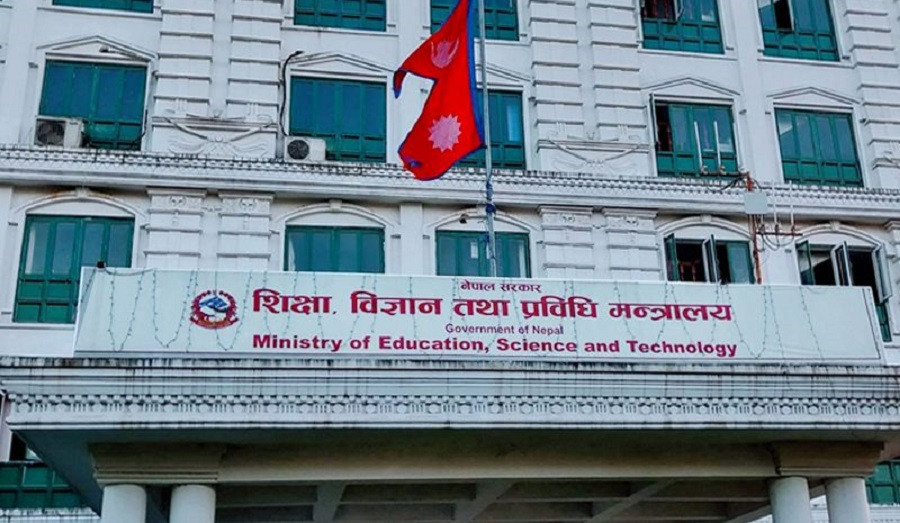 नेपाल सरकार
शिक्षा, विज्ञान तथा प्रविधि मन्त्रालय
Government of Nepal
Ministry of Education, Science and Technology